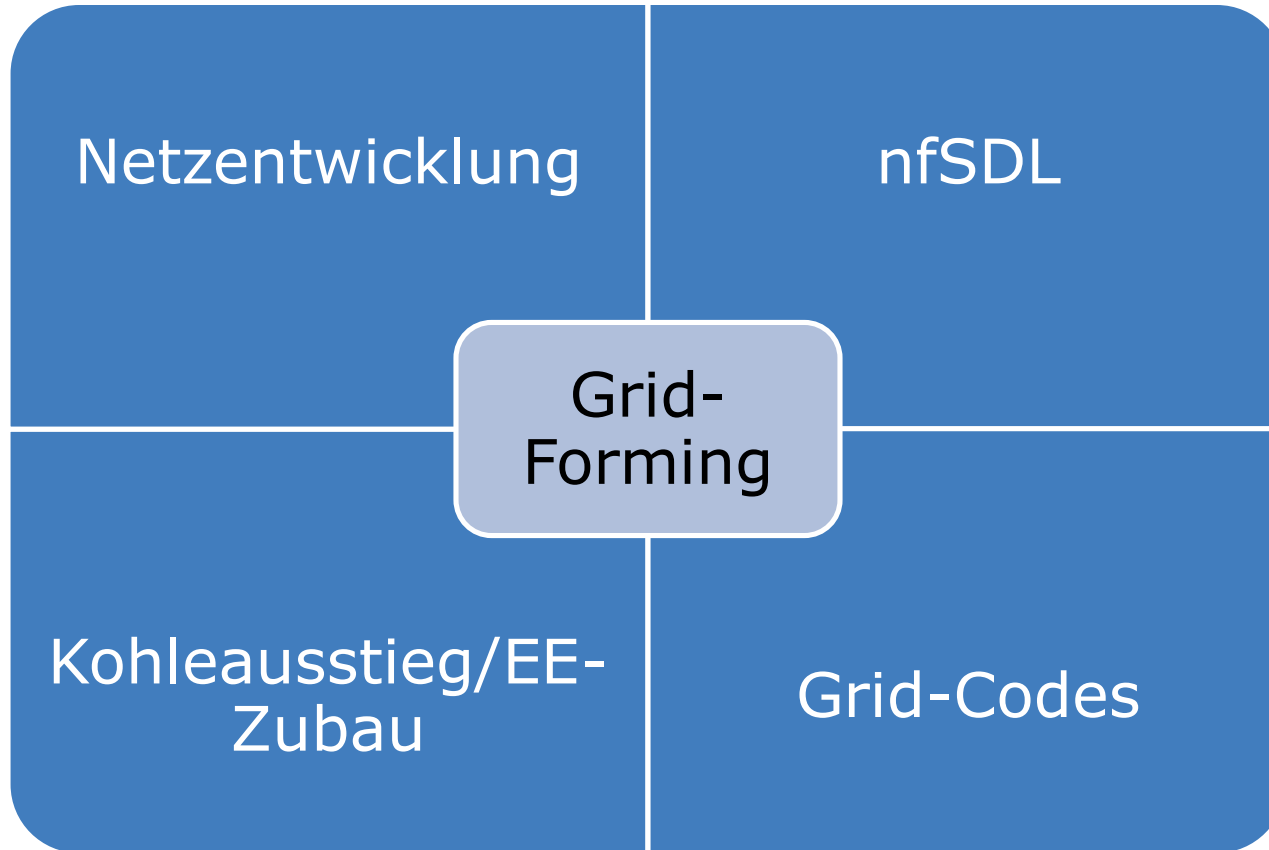 Netzentwicklung
nfSDL
Grid-
Forming
Kohleausstieg/EE-
Zubau
Grid-Codes